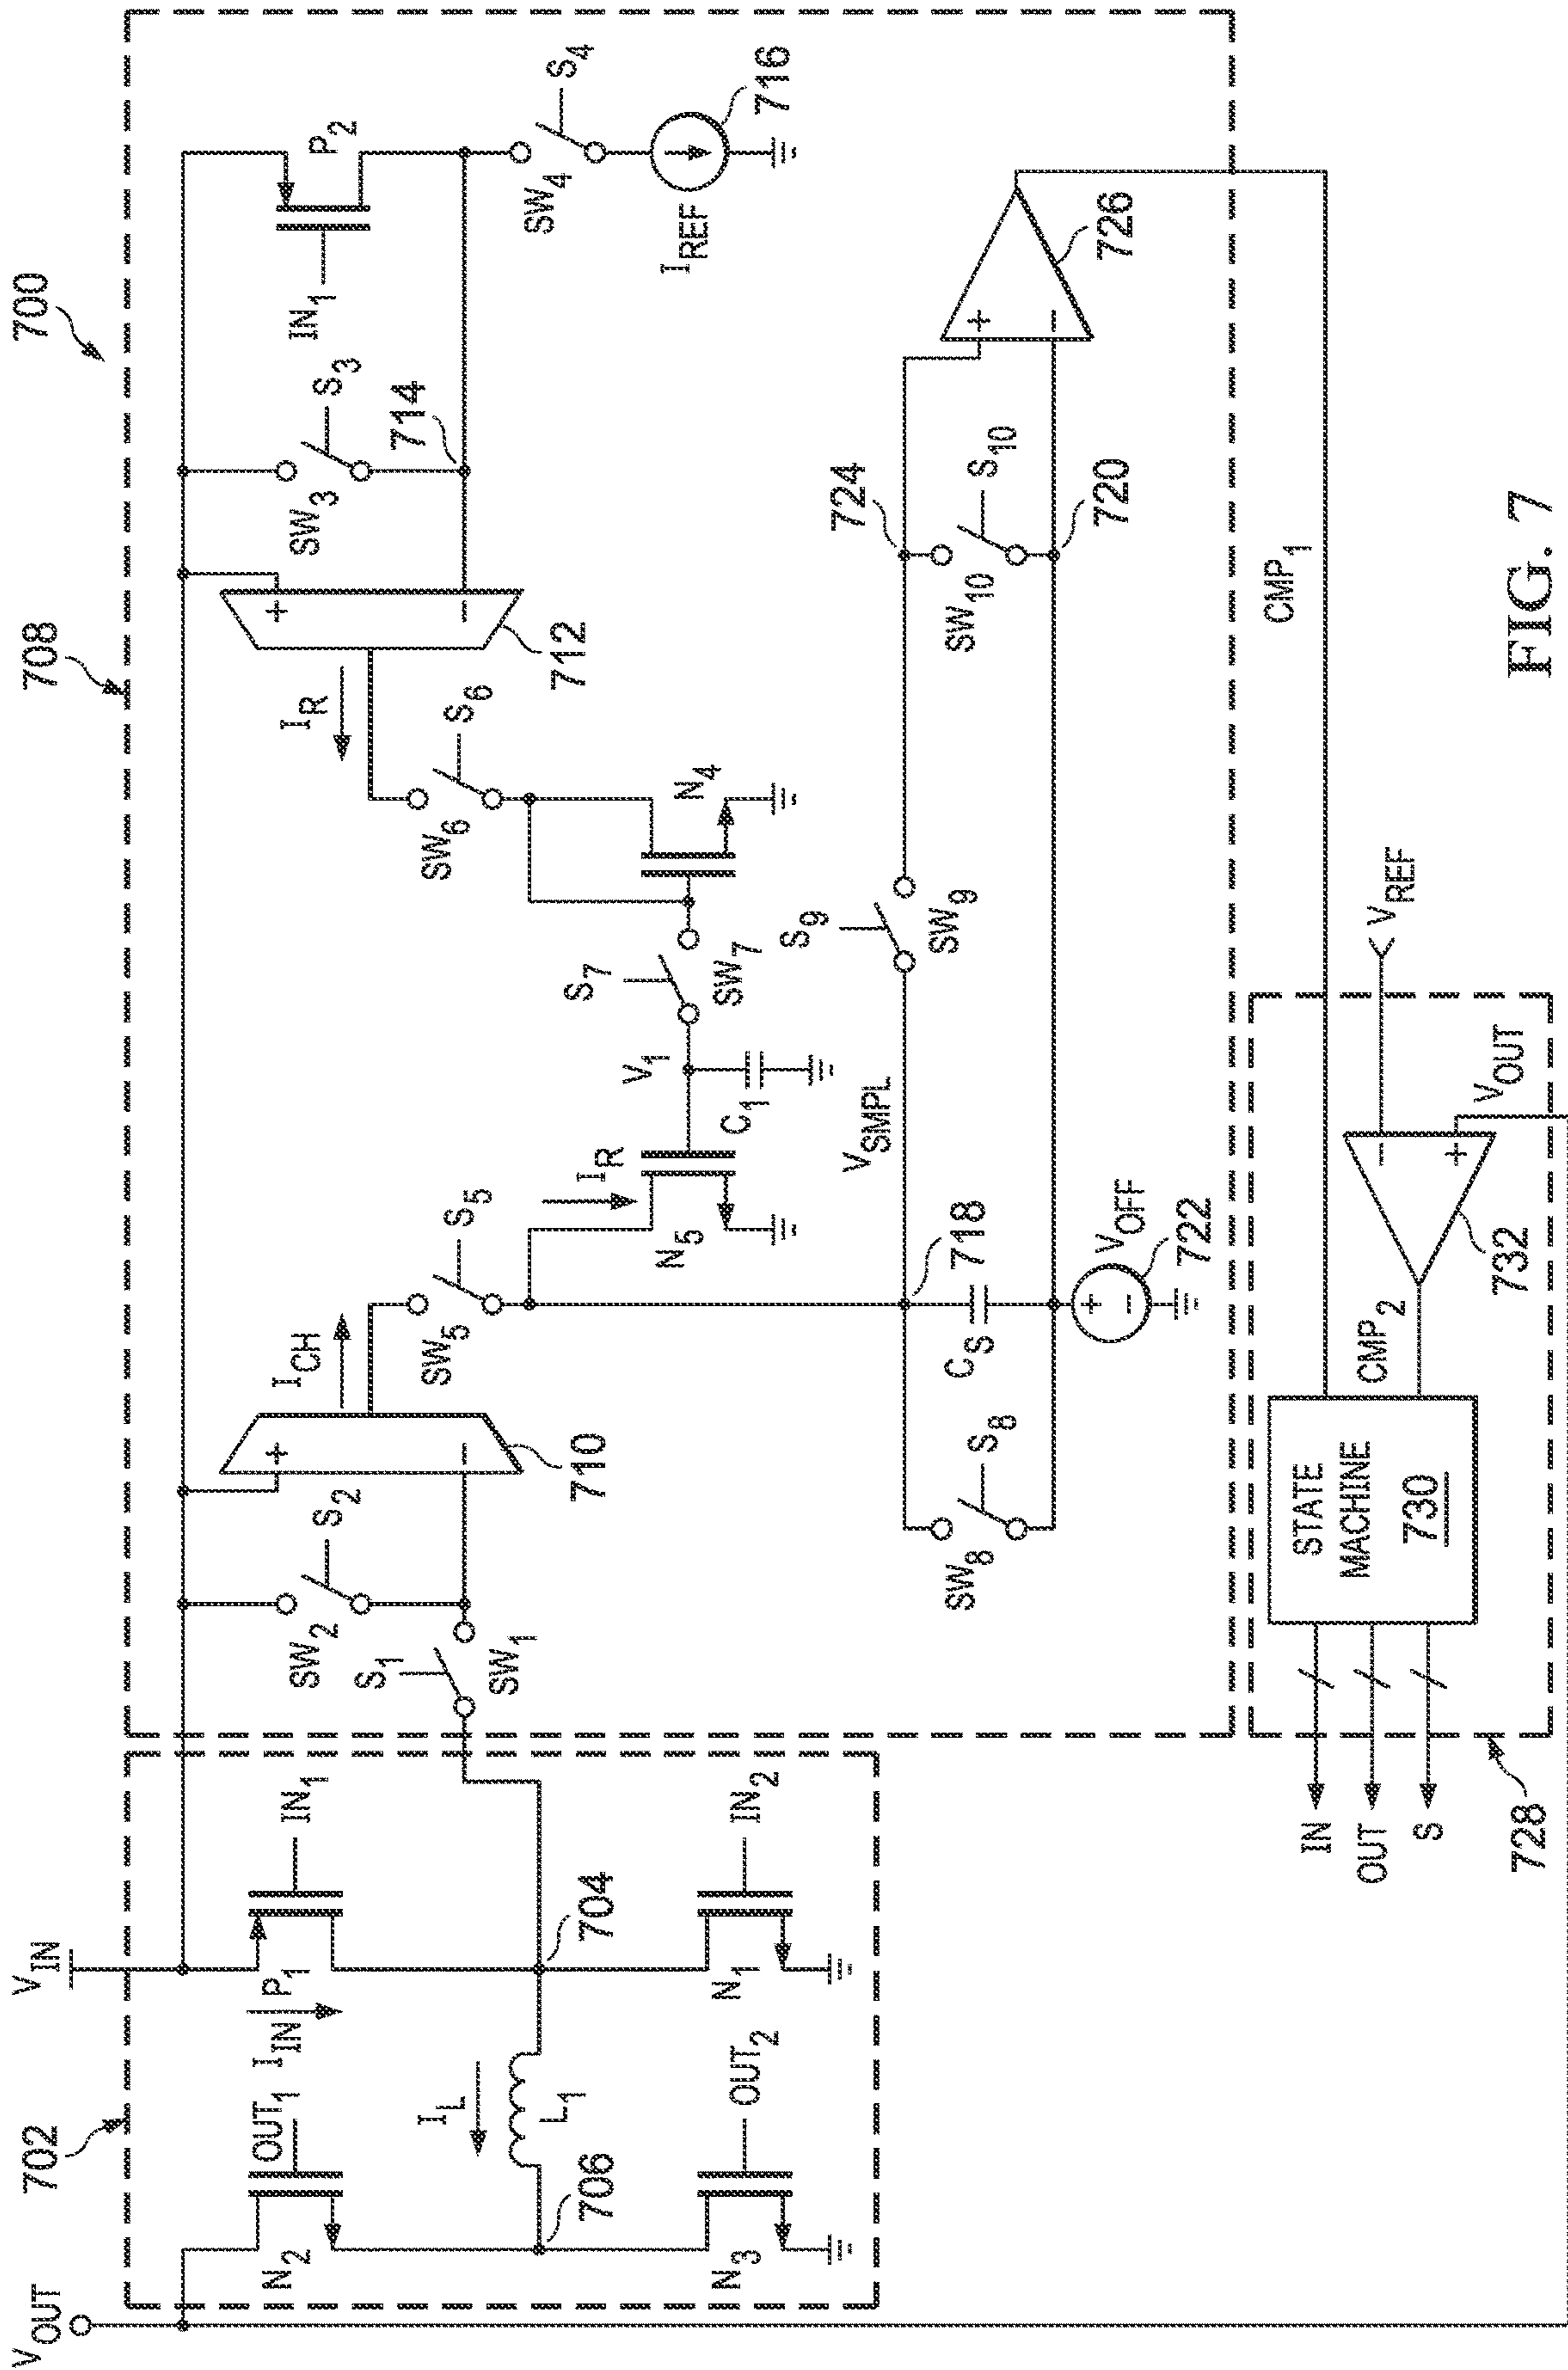 700
702
V_OUT
V_IN
OUT_1
N_2
I_IN
P_1
IN_1
I_L
L_1
706
704
OUT_2
N_3
IN_2
N_1
708
SW_2
S_2
S_1
SW_1
+
−
710
I_CH
SW_5
S_5
I_R
N_5
V_1
C_1
S_7
SW_7
N_4
SW_6
S_6
I_R
+
−
712
SW_3
S_3
714
IN_1
P_2
SW_4
S_4
I_REF
716
V_SMPL
718
S_9
SW_9
724
SW_8
S_8
C_S
+
−
V_OFF
722
SW_10
S_10
720
+
−
726
CMP_1
STATE
MACHINE
730
IN
OUT
S
728
CMP_2
−
+
732
V_REF
V_OUT
FIG. 7